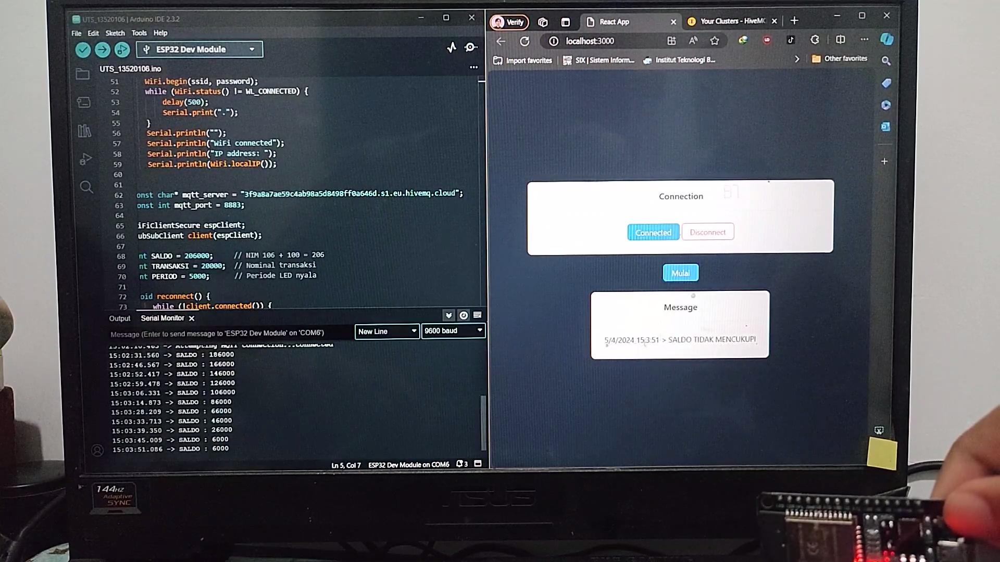 UTS_13520106 | Arduino IDE 2.3.2
File Edit Sketch Tools Help
ESP32 Dev Module
UTS_13520106.ino
51 WiFi.begin(ssid, password);
52 while (WiFi.status() != WL_CONNECTED) {
53 delay(500);
54 Serial.print(".");
55 }
56 Serial.println("");
57 Serial.println("WiFi connected");
58 Serial.println("IP address: ");
59 Serial.println(WiFi.localIP());
60
61
62 onst char* mqtt_server = "3f9a8a7ae59c4ab98a5d8498ff0a646d.s1.eu.hivemq.cloud";
63 onst int mqtt_port = 8883;
64
65 iFiClientSecure espClient;
66 ubSubClient client(espClient);
67
68 nt SALDO = 206000; // NIM 106 + 100 = 206
69 nt TRANSAKSI = 20000; // Nominal transaksi
70 nt PERIOD = 5000; // Periode LED nyala
71
72 oid reconnect() {
73 while (!client.connected()) {
Output Serial Monitor
Message (Enter to send message to 'ESP32 Dev Module' on 'COM6')
New Line
9600 baud
Attempting MQTT connection...connected
15:02:31.560 -> SALDO : 186000
15:02:46.567 -> SALDO : 166000
15:02:52.417 -> SALDO : 146000
15:02:59.478 -> SALDO : 126000
15:03:06.331 -> SALDO : 106000
15:03:14.873 -> SALDO : 86000
15:03:28.209 -> SALDO : 66000
15:03:33.713 -> SALDO : 46000
15:03:39.350 -> SALDO : 26000
15:03:45.009 -> SALDO : 6000
15:03:51.086 -> SALDO : 6000
Ln 5, Col 7 ESP32 Dev Module on COM6 3
Verify
React App
Your Clusters - HiveM
localhost:3000
Import favorites
SIX | Sistem Inform...
Institut Teknologi B...
Other favorites
Connection
Connected
Disconnect
Mulai
Message
5/4/2024 15:3:51 > SALDO TIDAK MENCUKUPI
144HZ
Adaptive
SYNC
ASUS